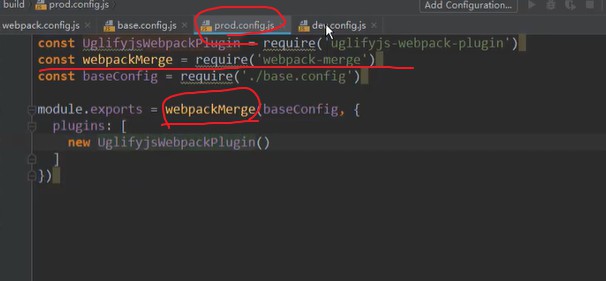 build prod.config.js Add Configuration...
webpack.config.js base.config.js prod.config.js dev.config.js
const UglifyjsWebpackPlugin = require('uglifyjs-webpack-plugin')
const webpackMerge = require('webpack-merge')
const baseConfig = require('./base.config')
module.exports = webpackMerge(baseConfig, {
plugins: [
new UglifyjsWebpackPlugin()
]
})